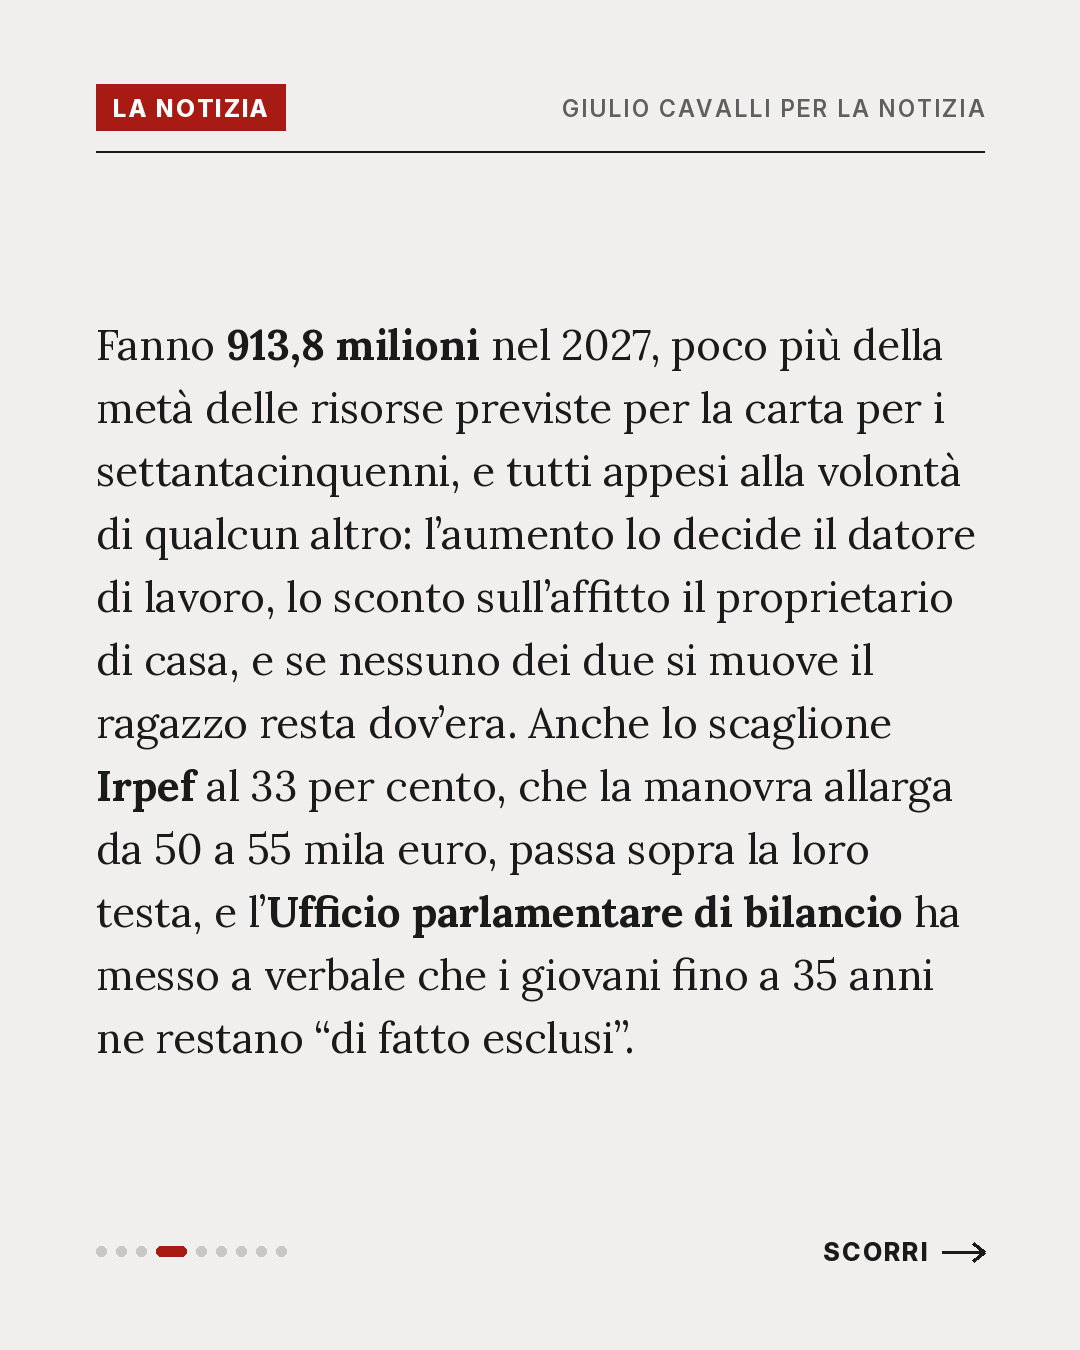 LA NOTIZIA
GIULIO CAVALLI PER LA NOTIZIA
Fanno 913,8 milioni nel 2027, poco più della
metà delle risorse previste per la carta per i
settantacinquenni, e tutti appesi alla volontà
di qualcun altro: l’aumento lo decide il datore
di lavoro, lo sconto sull’affitto il proprietario
di casa, e se nessuno dei due si muove il
ragazzo resta dov’era. Anche lo scaglione
Irpef al 33 per cento, che la manovra allarga
da 50 a 55 mila euro, passa sopra la loro
testa, e l’Ufficio parlamentare di bilancio ha
messo a verbale che i giovani fino a 35 anni
ne restano “di fatto esclusi”.
SCORRI